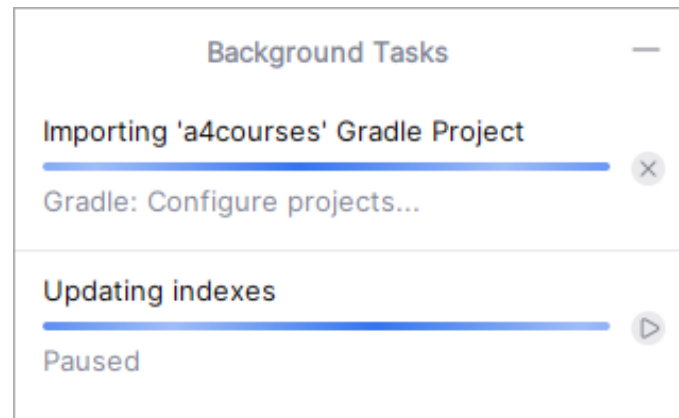 Background Tasks
Importing 'a4courses' Gradle Project
Gradle: Configure projects...
Updating indexes
Paused